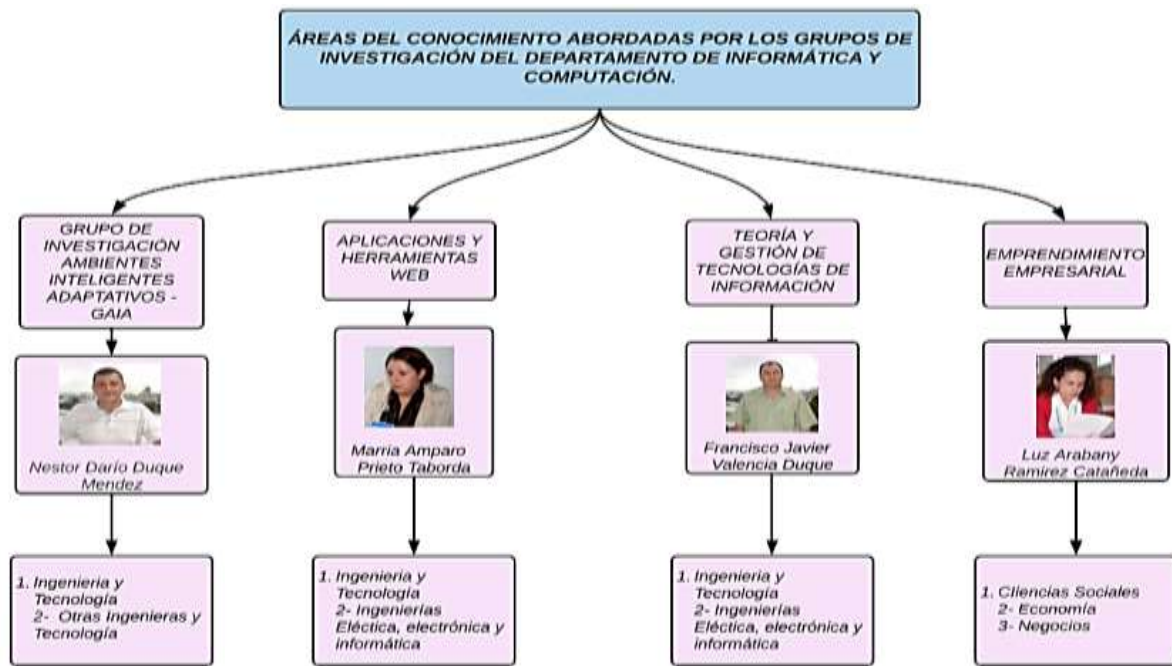 ÁREAS DEL CONOCIMIENTO ABORDADAS POR LOS GRUPOS DE
INVESTIGACIÓN DEL DEPARTAMENTO DE INFORMÁTICA Y
COMPUTACIÓN.
GRUPO DE
INVESTIGACIÓN
AMBIENTES
INTELIGENTES
ADAPTATIVOS -
GAIA
APLICACIONES Y
HERRAMIENTAS
WEB
TEORÍA Y
GESTIÓN DE
TECNOLOGÍAS DE
INFORMACIÓN
EMPRENDIMIENTO
EMPRESARIAL
Nestor Darío Duque
Mendez
Marria Amparo
Prieto Taborda
Francisco Javier
Valencia Duque
Luz Arabany
Ramirez Catañeda
1. Ingenieria y
Tecnología
2- Otras Ingenieras y
Tecnología
1. Ingenieria y
Tecnología
2- Ingenierías
Eléctica, electrónica y
informática
1. Ingenieria y
Tecnología
2- Ingenierías
Eléctica, electrónica y
informática
1. Cliencias Sociales
2- Economía
3- Negocios